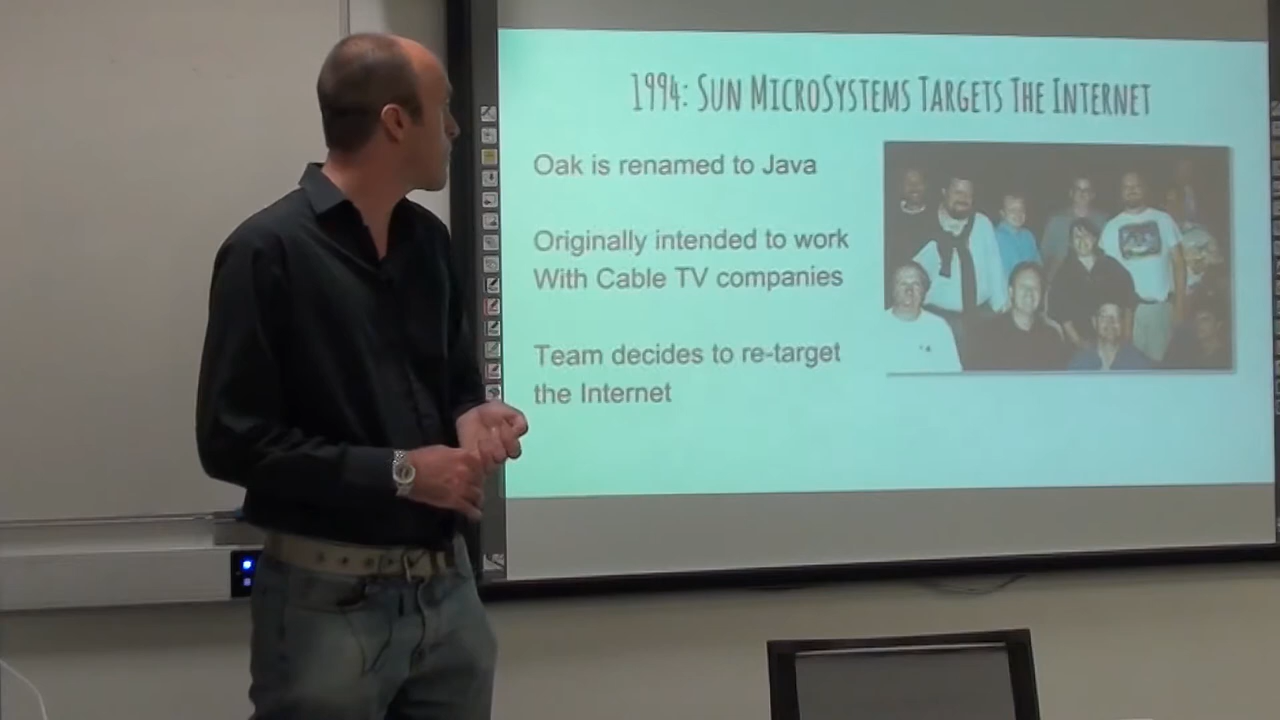 1994: Sun MicroSystems Targets The Internet
Oak is renamed to Java
Originally intended to work
With Cable TV companies
Team decides to re-target
the Internet